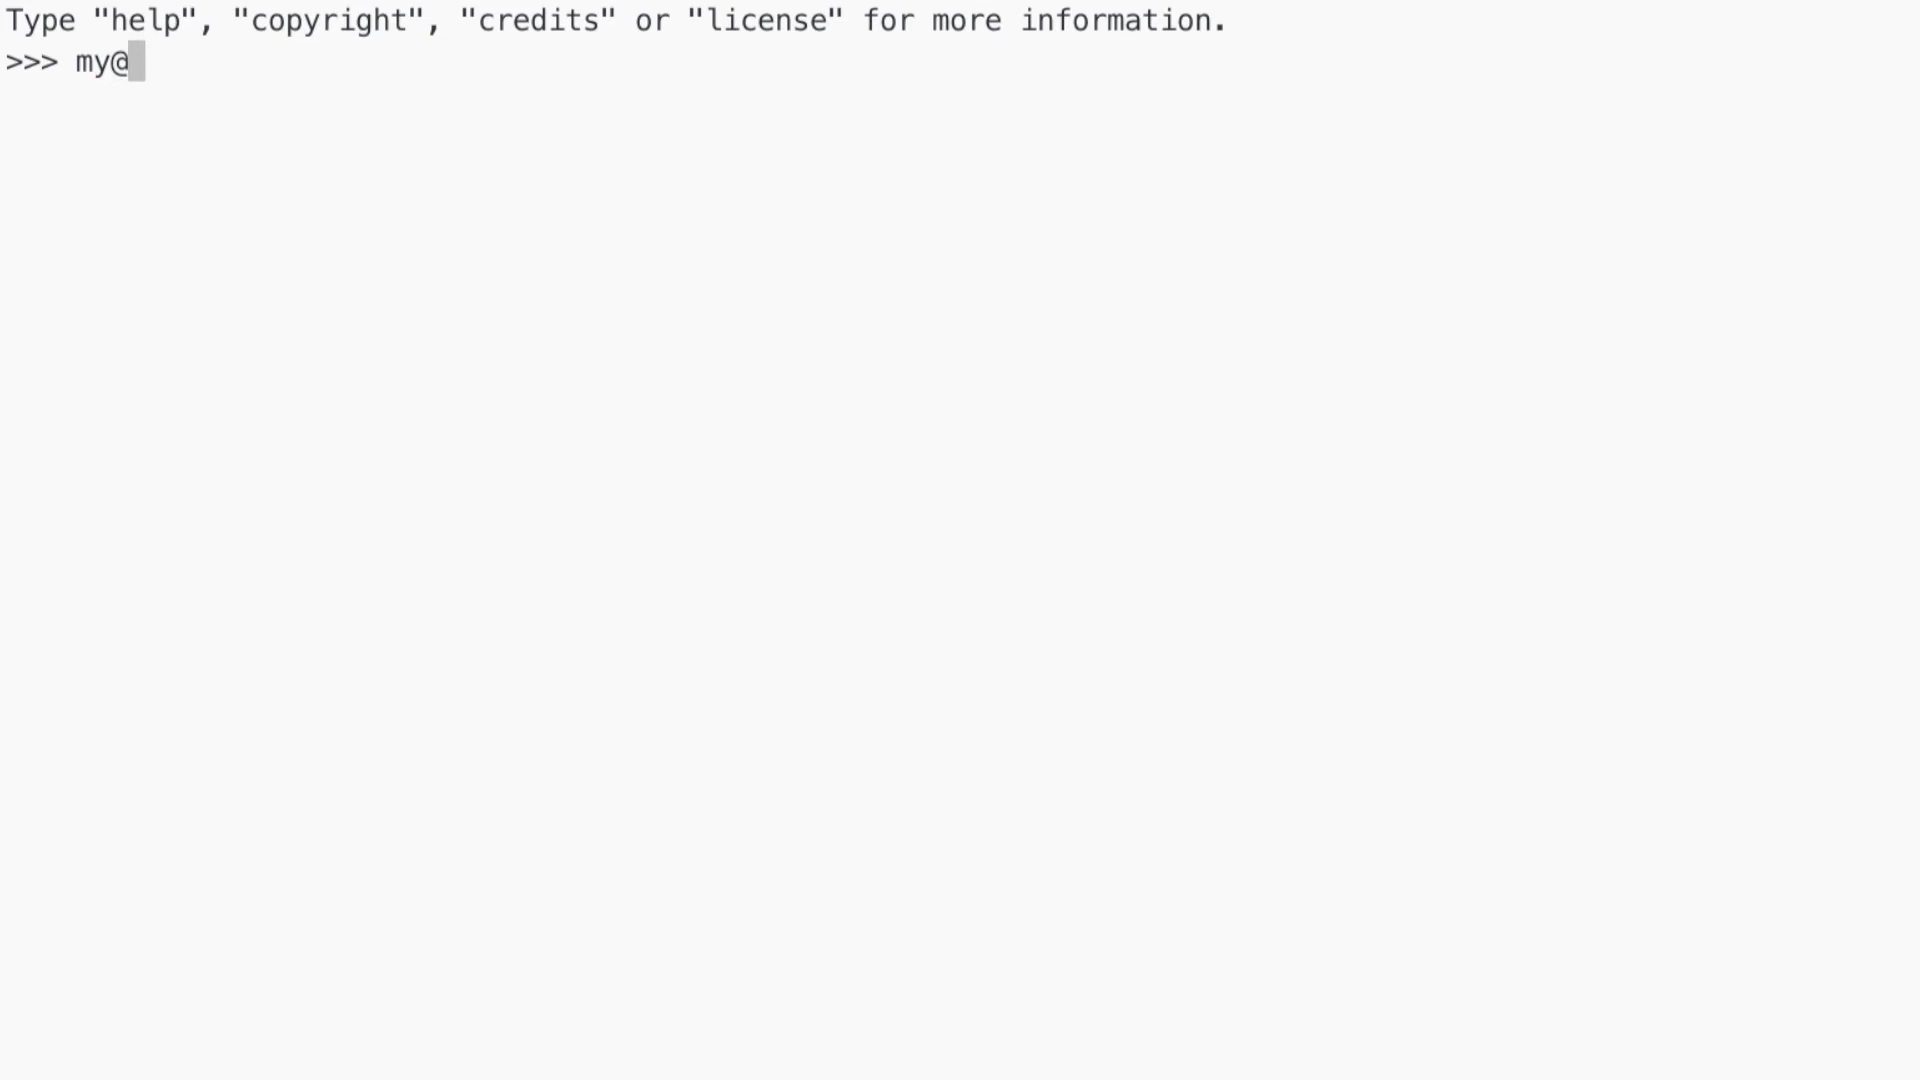 Type "help", "copyright", "credits" or "license" for more information.
>>> my@